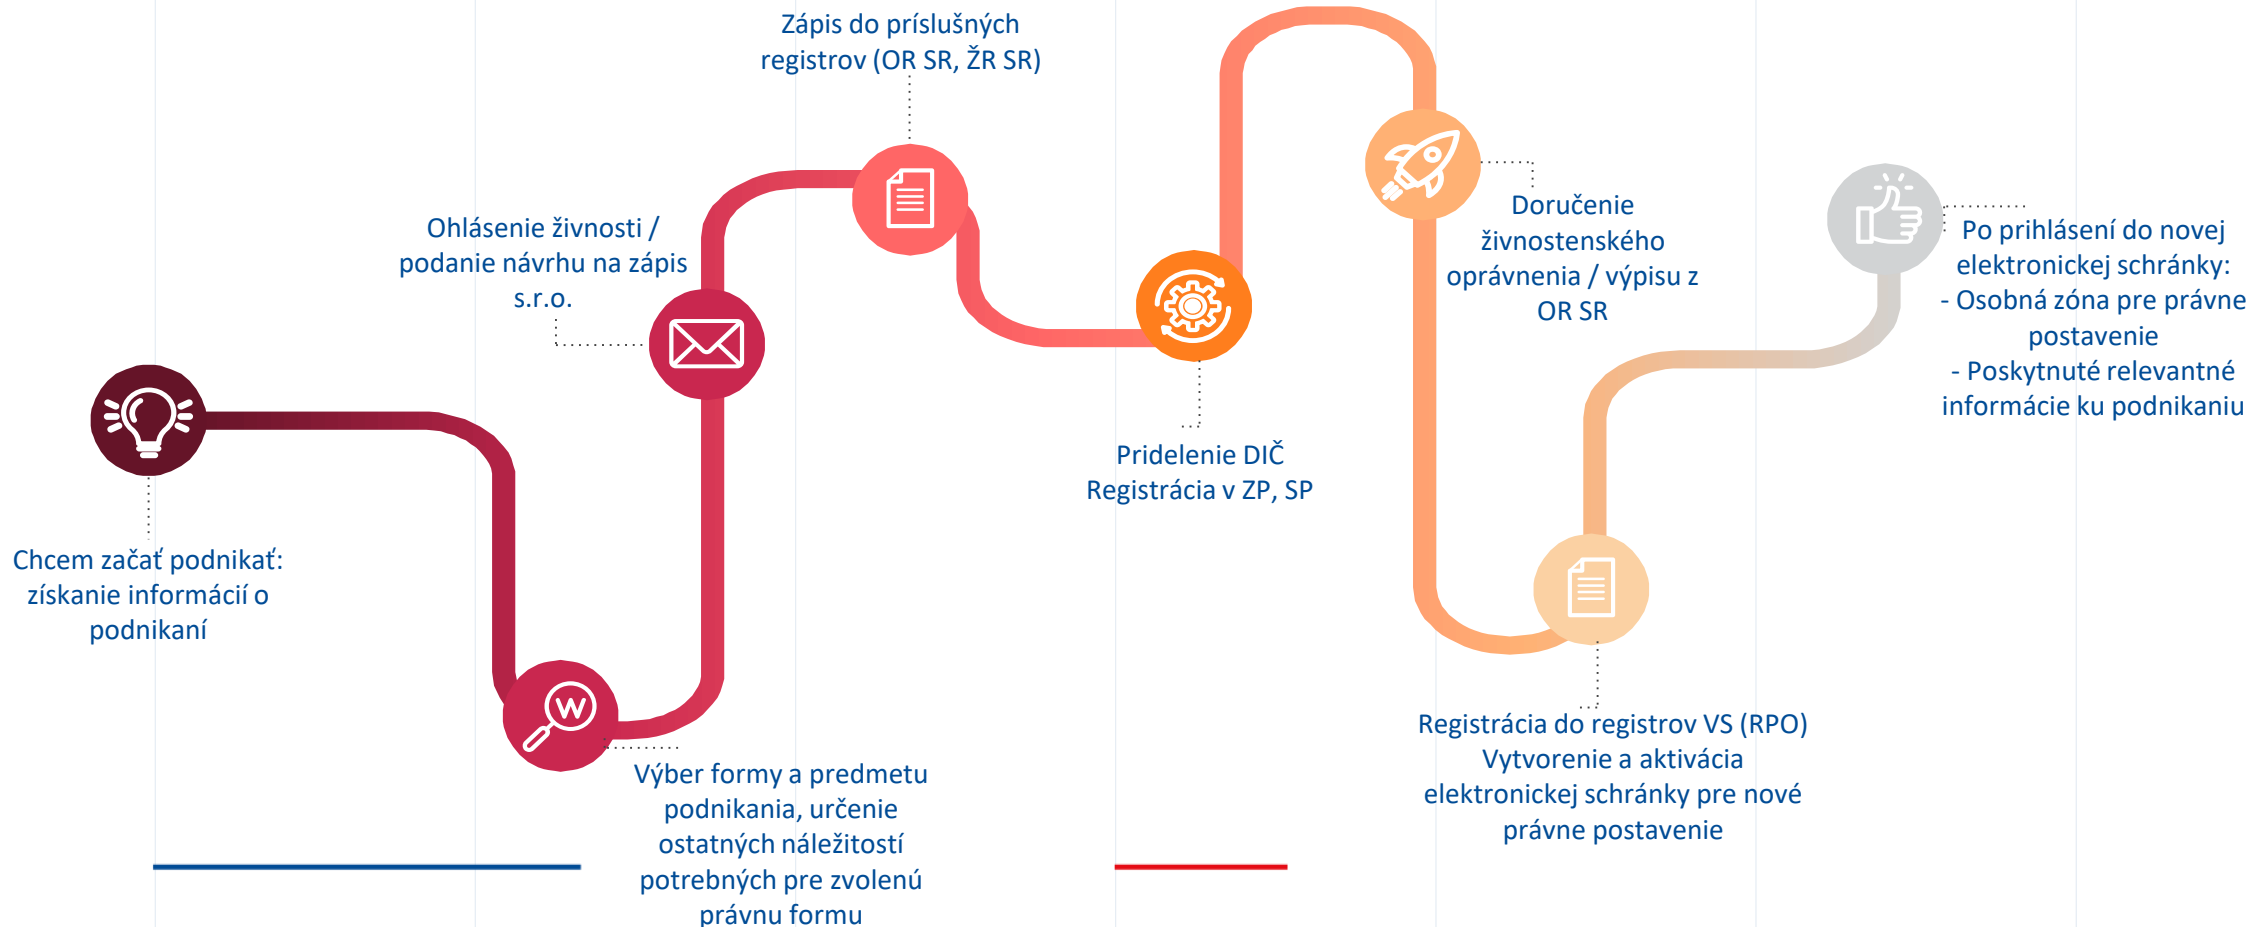 Chcem začať podnikať:
získanie informácií o
podnikaní
W
Výber formy a predmetu
podnikania, určenie
ostatných náležitostí
potrebných pre zvolenú
právnu formu
Ohlásenie živnosti /
podanie návrhu na zápis
s.r.o.
Zápis do príslušných
registrov (OR SR, ŽR SR)
Pridelenie DIČ
Registrácia v ZP, SP
Doručenie
živnostenského
oprávnenia / výpisu z
OR SR
Registrácia do registrov VS (RPO)
Vytvorenie a aktivácia
elektronickej schránky pre nové
právne postavenie
Po prihlásení do novej
elektronickej schránky:
- Osobná zóna pre právne
postavenie
- Poskytnuté relevantné
informácie ku podnikaniu